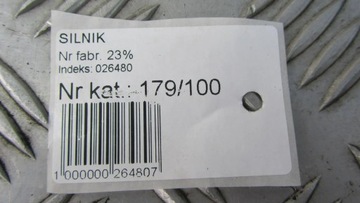 SILNIK
Nr fabr. 23%
Indeks: 026480
Nr kat.: 179/100
1 000000 264807